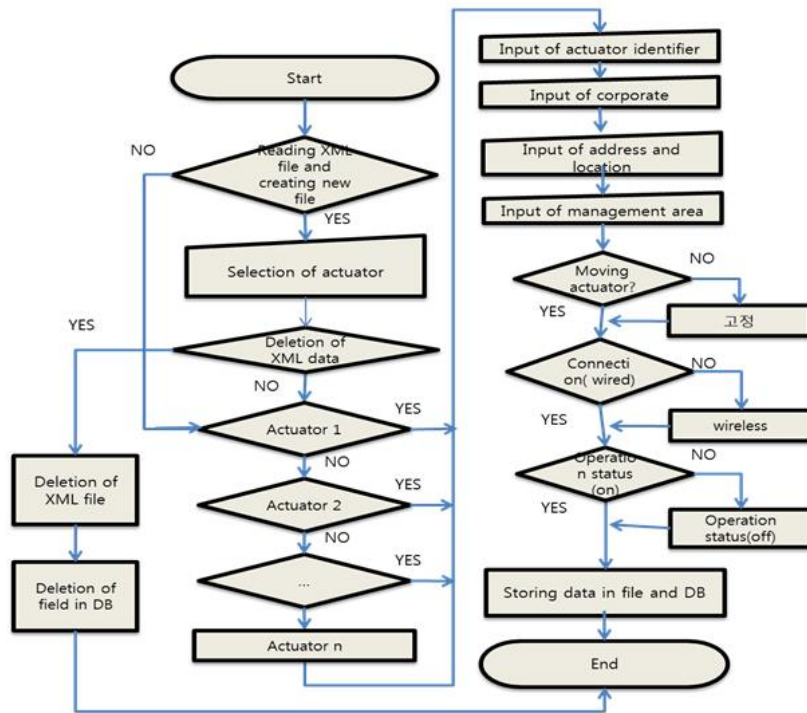 Start
NO
Reading XML
file and
creating new
file
YES
Selection of actuator
YES
Deletion of
XML data
NO
Actuator 1
YES
NO
Deletion of
XML file
Actuator 2
YES
NO
Deletion of
field in DB
...
YES
Actuator n
Input of actuator identifier
Input of corporate
Input of address and
location
Input of management area
Moving
actuator?
NO
YES
고정
Connecti
on( wired)
NO
YES
wireless
Operatio
n status
(on)
NO
YES
Operation
status(off)
Storing data in file and DB
End